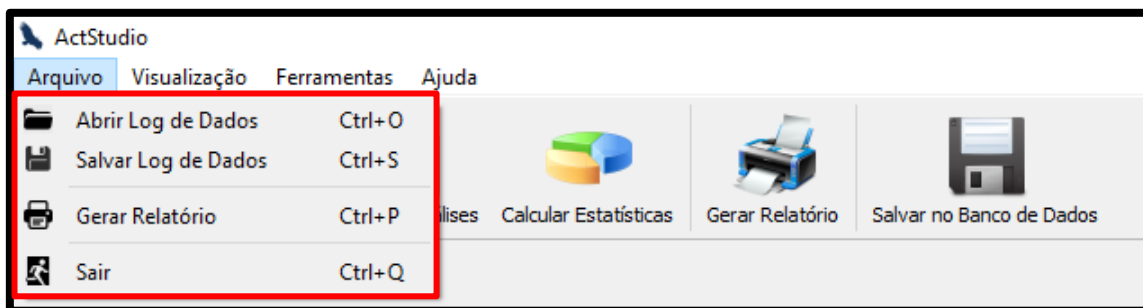 ActStudio
Arquivo Visualização Ferramentas Ajuda
Abrir Log de Dados Ctrl+O
Salvar Log de Dados Ctrl+S
Gerar Relatório Ctrl+P
Sair Ctrl+Q
Calcular Estatísticas Gerar Relatório Salvar no Banco de Dados